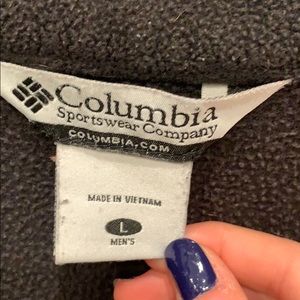 Columbia
Sportswear Company
COLUMBIA.COM
MADE IN VIETNAM
L
MEN'S